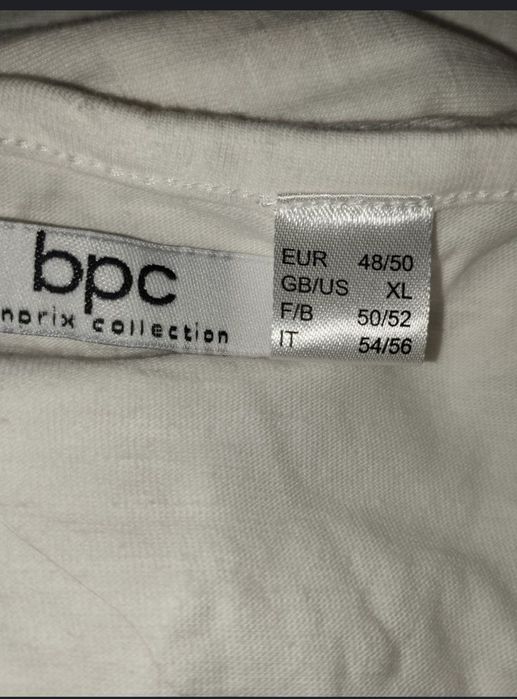 bpc
collection
EUR 48/50
GB/US XL
F/B 50/52
IT 54/56